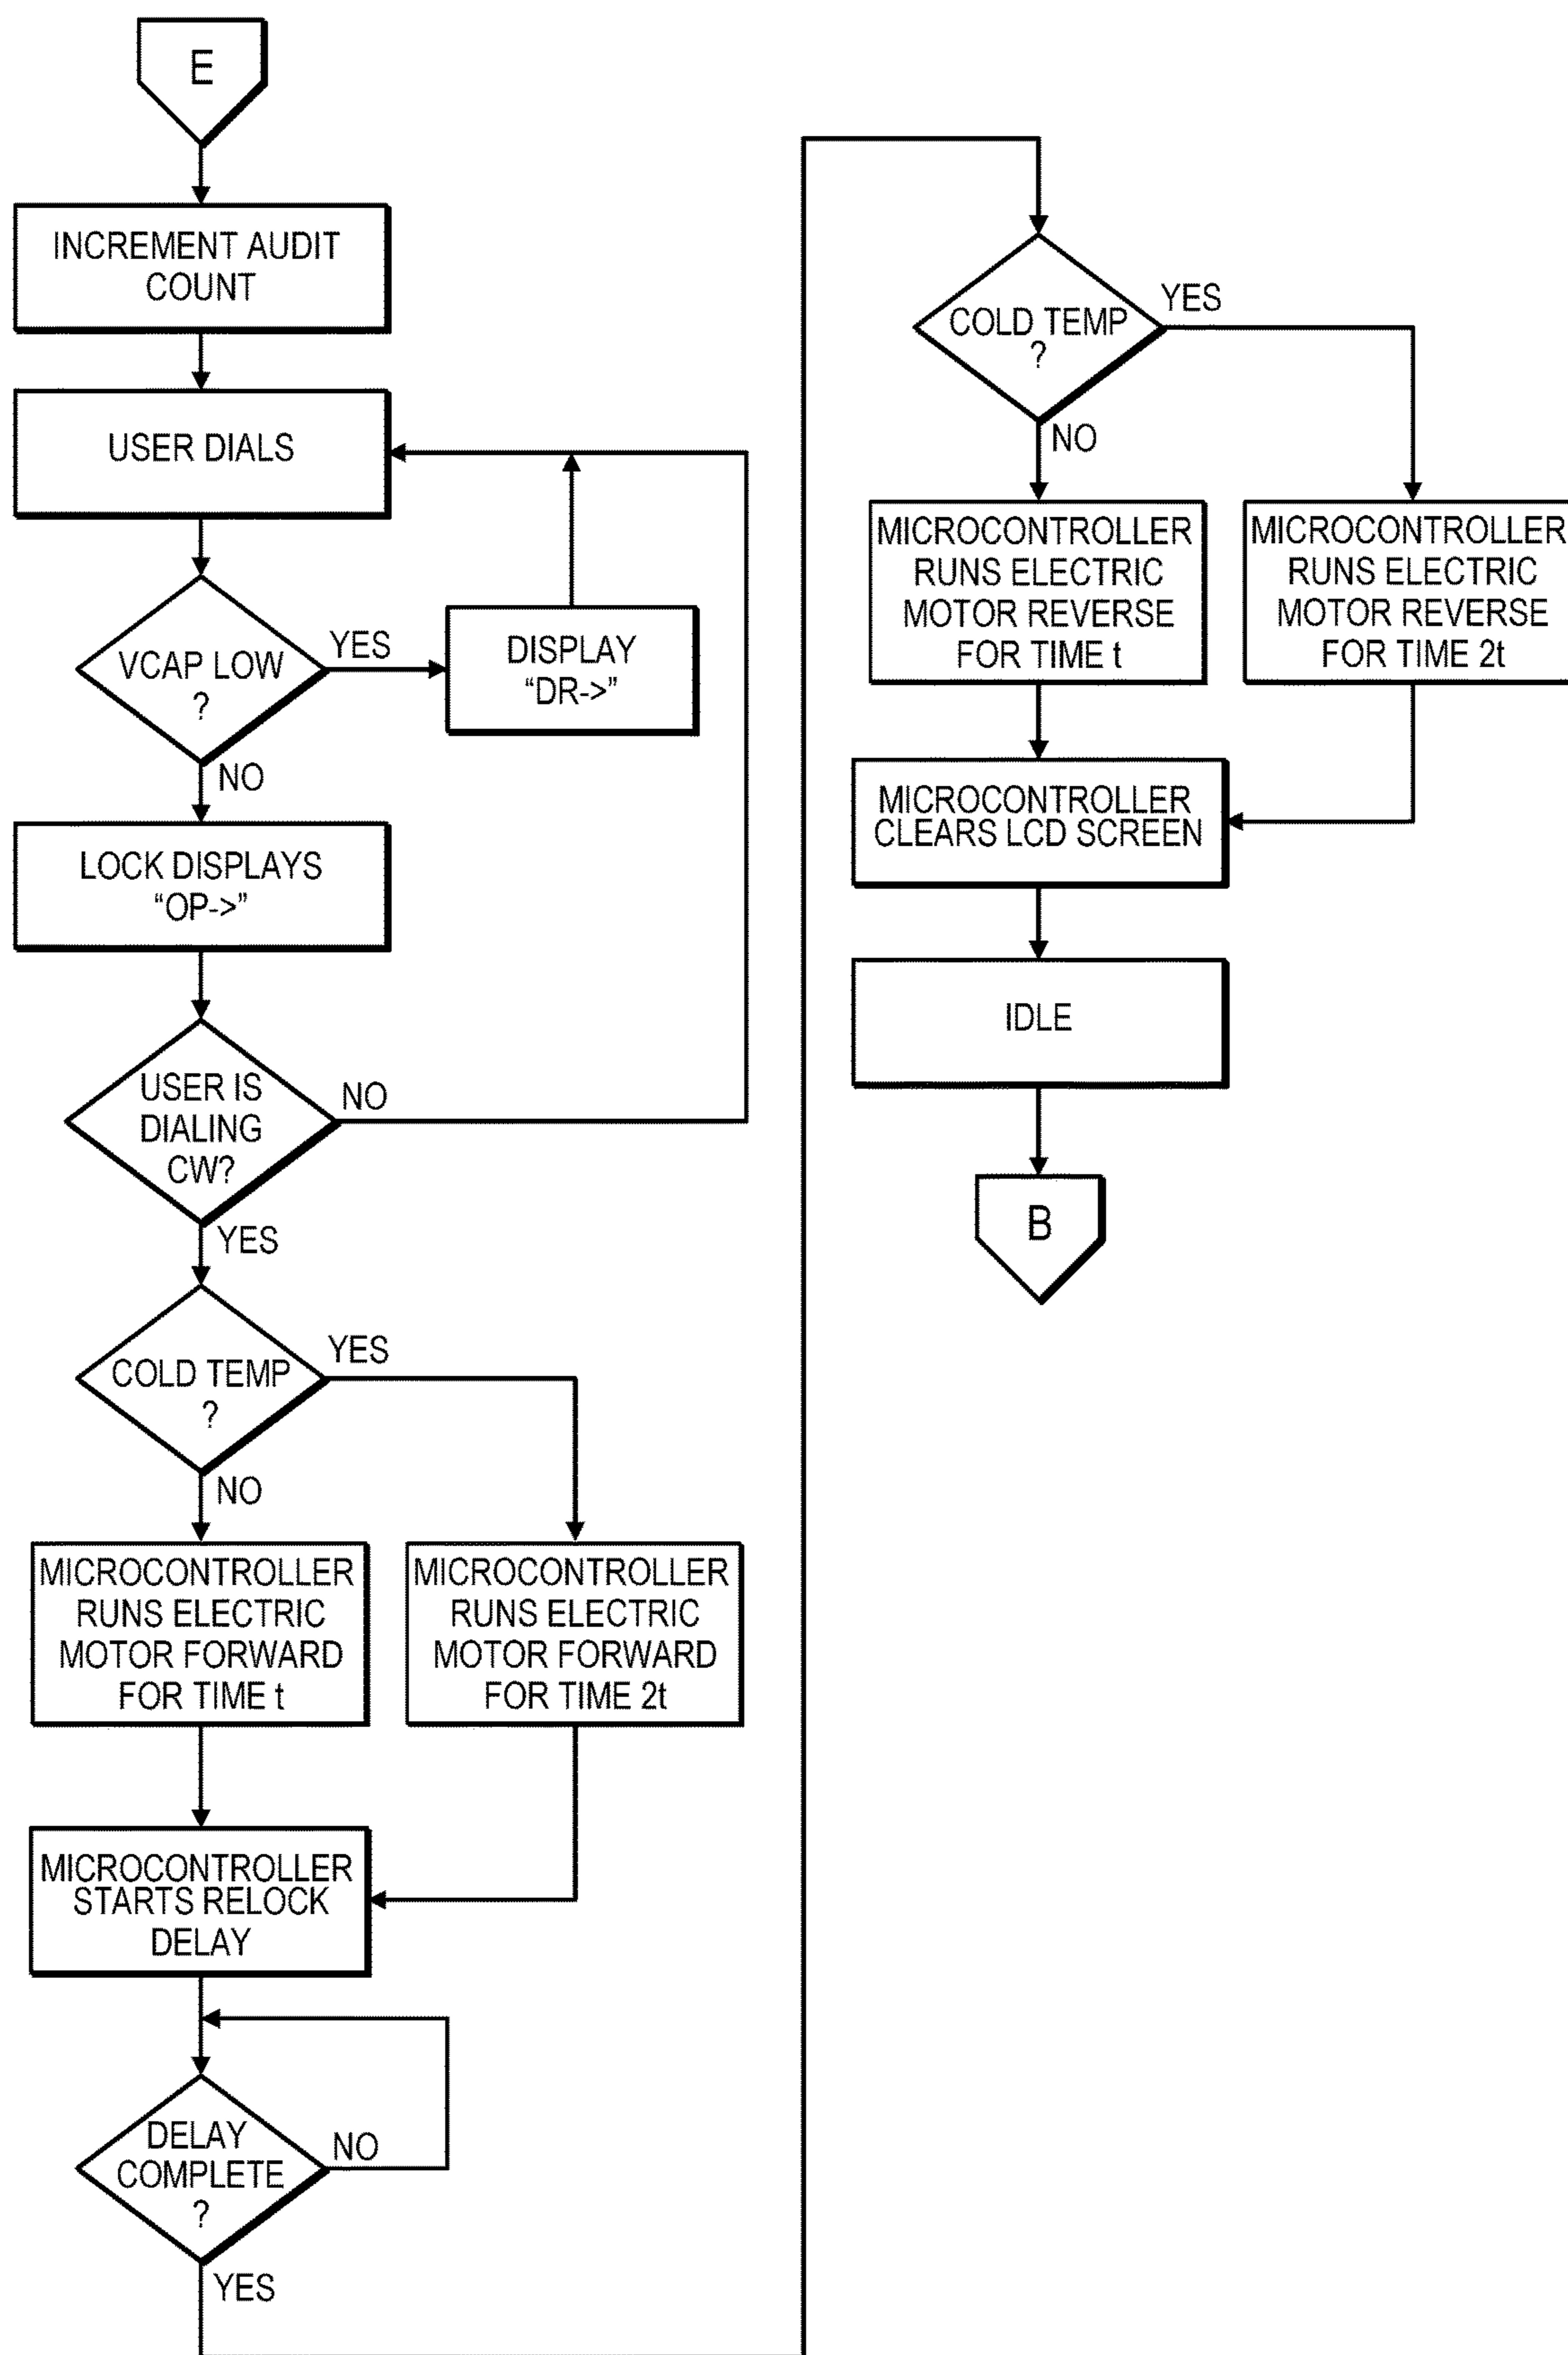 E
INCREMENT AUDIT
COUNT
USER DIALS
VCAP LOW
?
YES
DISPLAY
“DR->”
NO
LOCK DISPLAYS
“OP->”
USER IS
DIALING
CW?
NO
YES
COLD TEMP
?
YES
NO
MICROCONTROLLER
RUNS ELECTRIC
MOTOR FORWARD
FOR TIME t
MICROCONTROLLER
RUNS ELECTRIC
MOTOR FORWARD
FOR TIME 2t
MICROCONTROLLER
STARTS RELOCK
DELAY
DELAY
COMPLETE
?
NO
YES
COLD TEMP
?
YES
NO
MICROCONTROLLER
RUNS ELECTRIC
MOTOR REVERSE
FOR TIME t
MICROCONTROLLER
RUNS ELECTRIC
MOTOR REVERSE
FOR TIME 2t
MICROCONTROLLER
CLEARS LCD SCREEN
IDLE
B